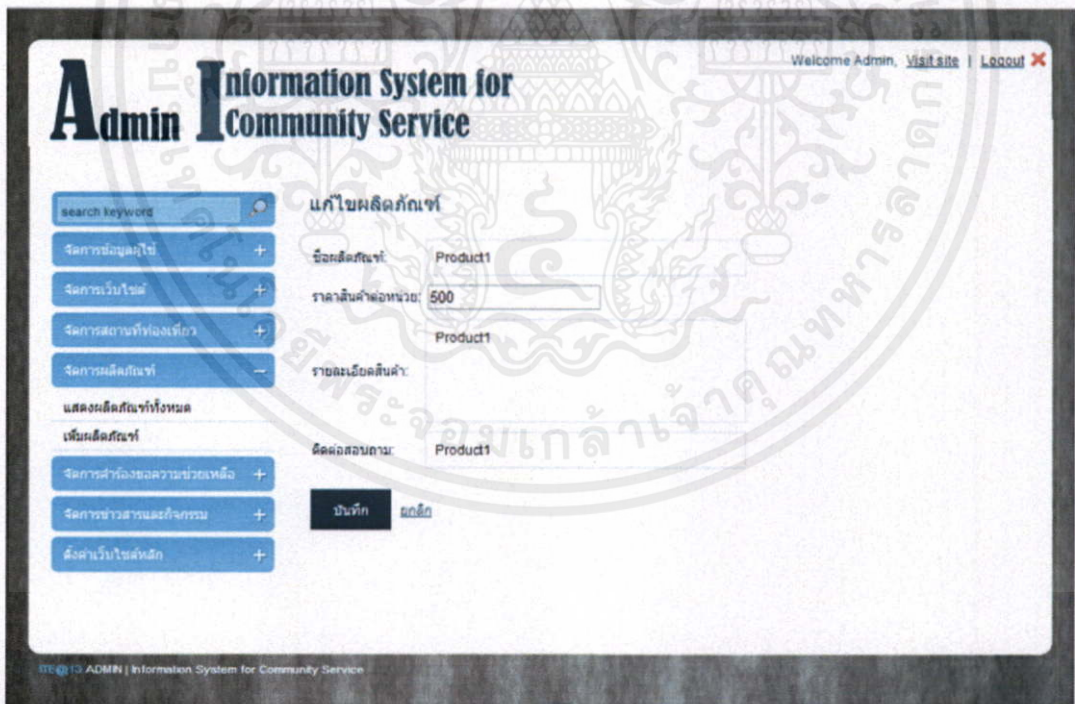 Admin Information System for
Community Service
Welcome Admin, Visit site | Logout
search keyword
จัดการข้อมูลผู้ใช้
จัดการเว็บไซต์
จัดการสถานที่ท่องเที่ยว
จัดการผลิตภัณฑ์
แสดงผลิตภัณฑ์ทั้งหมด
เพิ่มผลิตภัณฑ์
จัดการคำร้องขอความช่วยเหลือ
จัดการข่าวสารและกิจกรรม
ตั้งค่าเว็บไซต์หลัก
แก้ไขผลิตภัณฑ์
ชื่อผลิตภัณฑ์: Product1
ราคาสินค้าต่อหน่วย: 500
Product1
รายละเอียดสินค้า:
ติดต่อสอบถาม: Product1
บันทึก ยกเลิก
ADMIN | Information System for Community Service